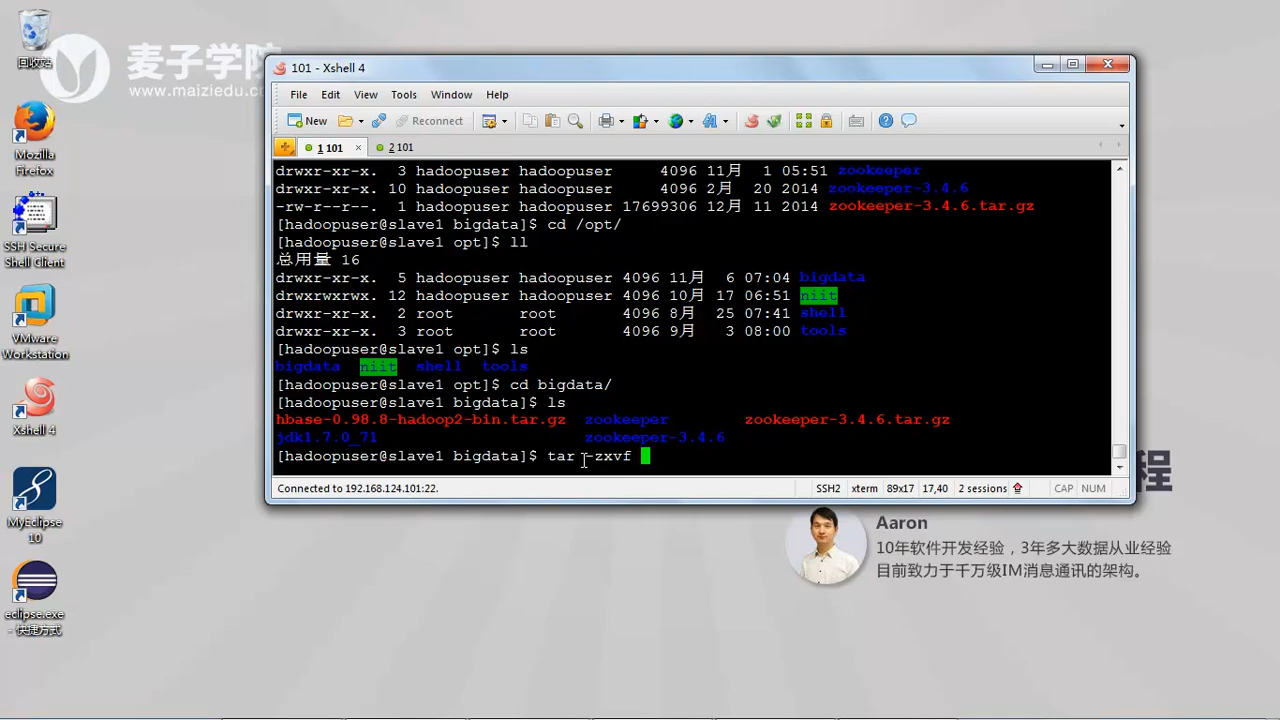 回收站
麦子学院
www.maiziedu.c
Mozilla
Firefox
SSH Secure
Shell Client
VMware
Workstation
Xshell 4
MyEclipse
10
eclipse.exe
- 快捷方式
101 - Xshell 4
File Edit View Tools Window Help
New Reconnect
1 101 2 101
drwxr-xr-x. 3 hadoopuser hadoopuser 4096 11月 1 05:51 zookeeper
drwxr-xr-x. 10 hadoopuser hadoopuser 4096 2月 20 2014 zookeeper-3.4.6
-rw-r--r--. 1 hadoopuser hadoopuser 17699306 12月 11 2014 zookeeper-3.4.6.tar.gz
[hadoopuser@slave1 bigdata]$ cd /opt/
[hadoopuser@slave1 opt]$ ll
总用量 16
drwxr-xr-x. 5 hadoopuser hadoopuser 4096 11月 6 07:04 bigdata
drwxrwxrwx. 12 hadoopuser hadoopuser 4096 10月 17 06:51 niit
drwxr-xr-x. 2 root root 4096 8月 25 07:41 shell
drwxr-xr-x. 3 root root 4096 9月 3 08:00 tools
[hadoopuser@slave1 opt]$ ls
bigdata niit shell tools
[hadoopuser@slave1 opt]$ cd bigdata/
[hadoopuser@slave1 bigdata]$ ls
hbase-0.98.8-hadoop2-bin.tar.gz zookeeper zookeeper-3.4.6.tar.gz
jdk1.7.0_71 zookeeper-3.4.6
[hadoopuser@slave1 bigdata]$ tar -zxvf
Connected to 192.168.124.101:22. SSH2 xterm 89x17 17,40 2 sessions CAP NUM
程
Aaron
10年软件开发经验，3年多大数据从业经验
目前致力于千万级IM消息通讯的架构。